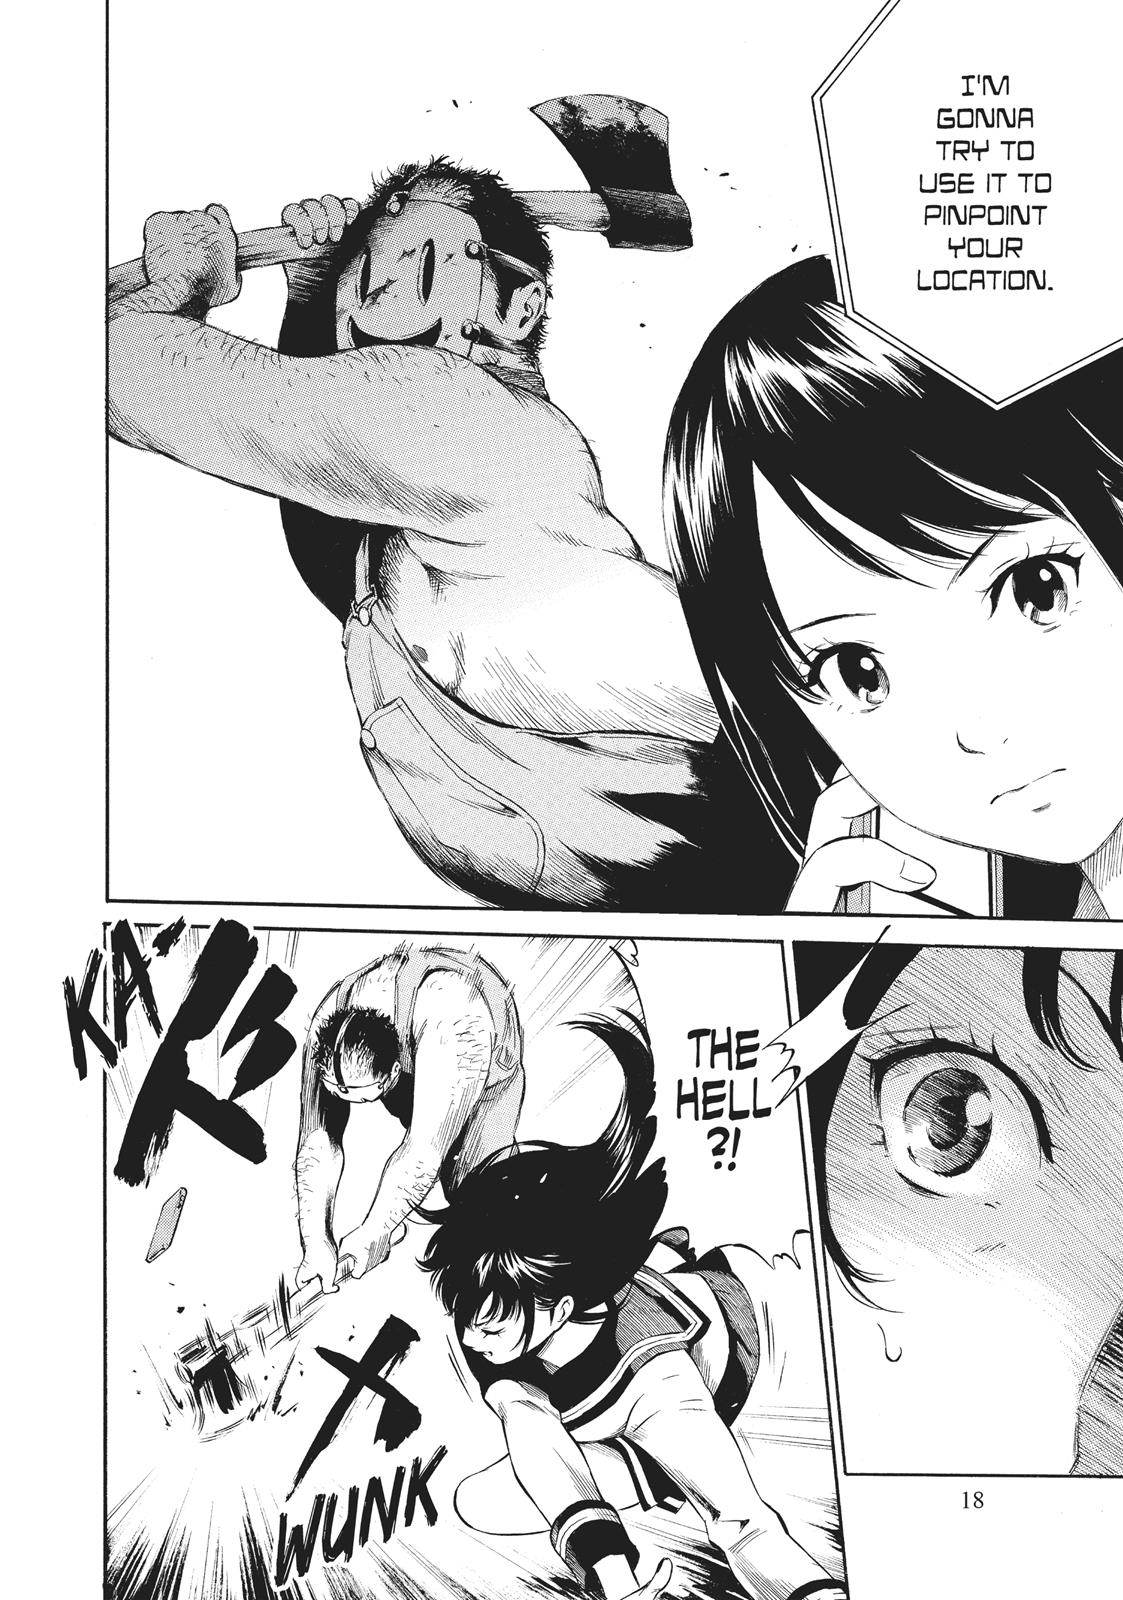 I'M
GONNA
TRY TO
USE IT TO
PINPOINT
YOUR
LOCATION.
THE
HELL
?!
KA-
WUNK
18